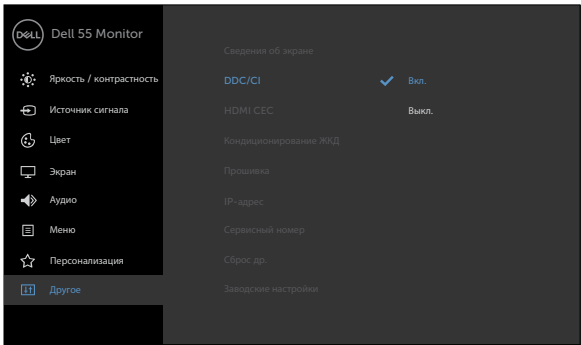 DELL
Dell 55 Monitor
Яркость / контрастность
Источник сигнала
Цвет
Экран
Аудио
Меню
Персонализация
Другое
Сведения об экране
DDC/CI
HDMI CEC
Кондиционирование ЖКД
Прошивка
IP-адрес
Сервисный номер
Сброс др.
Заводские настройки
Вкл.
Выкл.